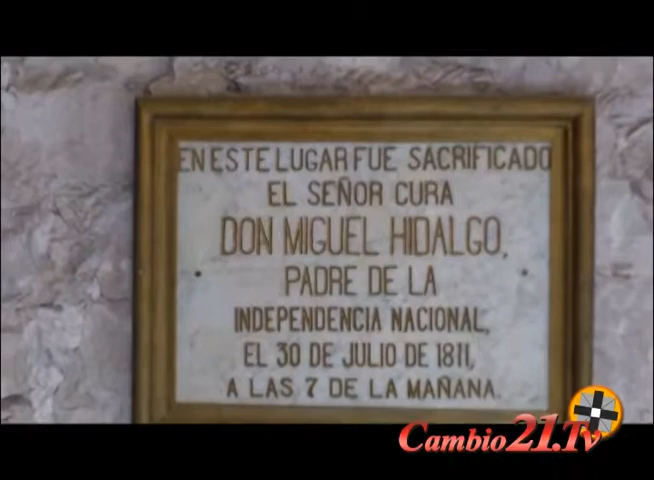 EN ESTE LUGAR FUE SACRIFICADO
EL SEÑOR CURA
DON MIGUEL HIDALGO,
PADRE DE LA
INDEPENDENCIA NACIONAL,
EL 30 DE JULIO DE 1811,
A LAS 7 DE LA MAÑANA.
Cambio21.Tv